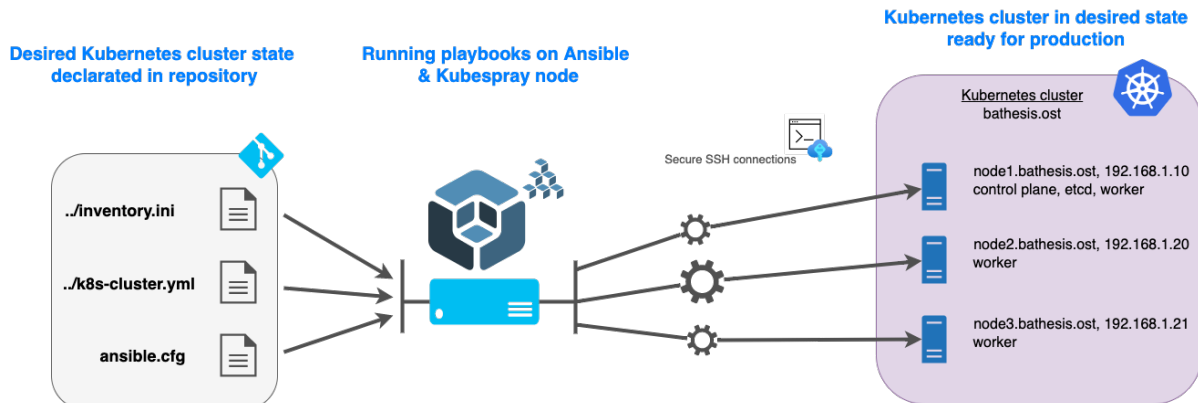 Desired Kubernetes cluster state
declarated in repository
Running playbooks on Ansible
& Kubespray node
Kubernetes cluster in desired state
ready for production
../inventory.ini
../k8s-cluster.yml
ansible.cfg
Secure SSH connections
Kubernetes cluster
bathesis.ost
node1.bathesis.ost, 192.168.1.10
control plane, etcd, worker
node2.bathesis.ost, 192.168.1.20
worker
node3.bathesis.ost, 192.168.1.21
worker